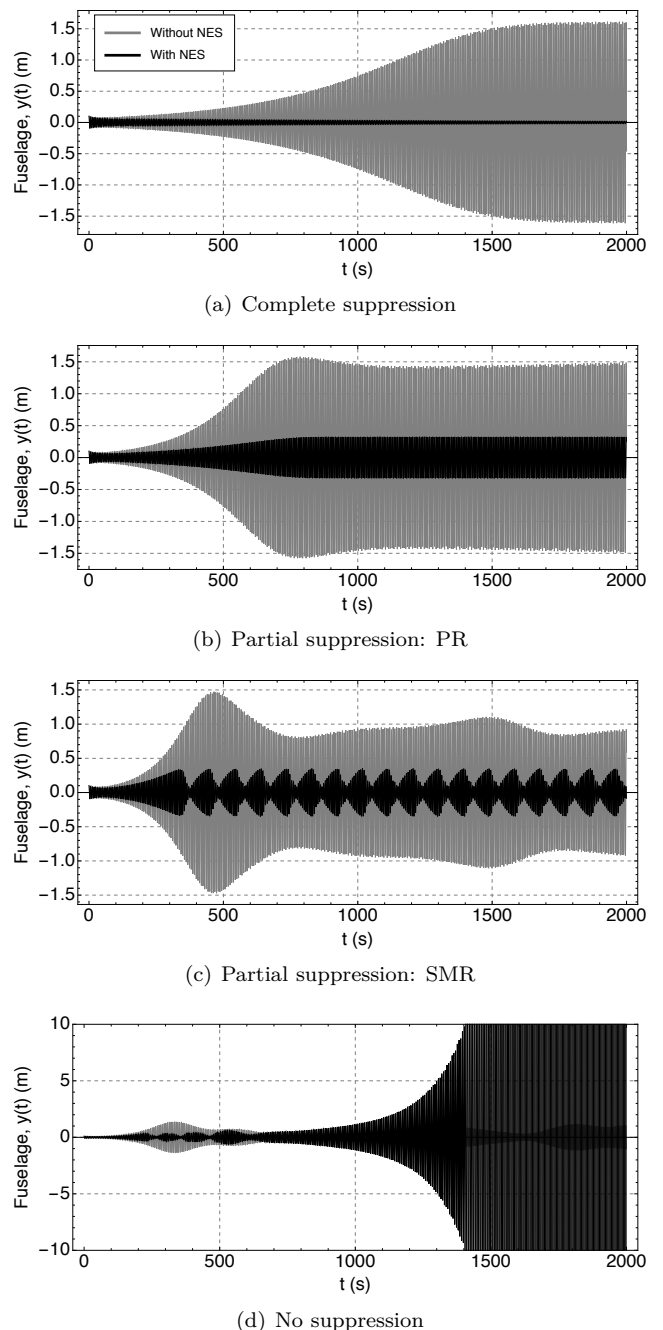 Without NES
With NES
Fuselage, y(t) (m)
1.5
1.0
0.5
0.0
−0.5
−1.0
−1.5
0 500 1000 1500 2000
t (s)
(a) Complete suppression
Fuselage, y(t) (m)
1.5
1.0
0.5
0.0
−0.5
−1.0
−1.5
0 500 1000 1500 2000
t (s)
(b) Partial suppression: PR
Fuselage, y(t) (m)
1.5
1.0
0.5
0.0
−0.5
−1.0
−1.5
0 500 1000 1500 2000
t (s)
(c) Partial suppression: SMR
Fuselage, y(t) (m)
10
5
0
−5
−10
0 500 1000 1500 2000
t (s)
(d) No suppression